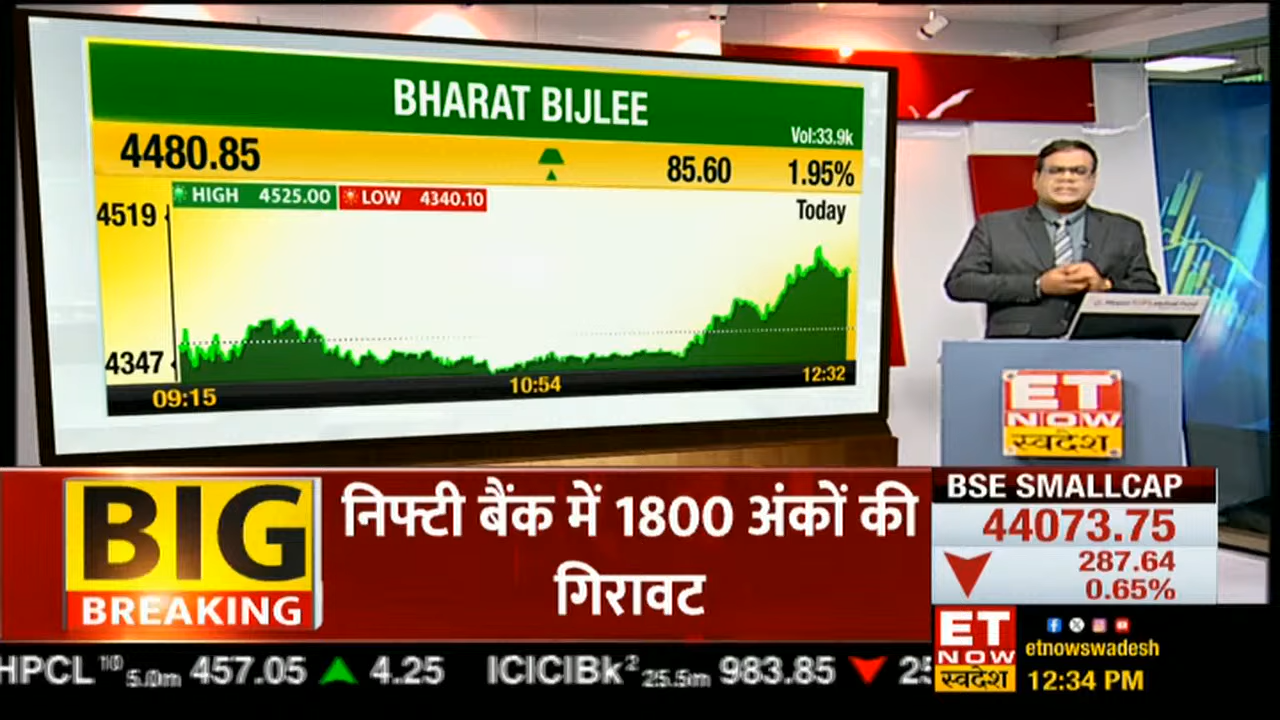 BHARAT BIJLEE
Vol:33.9k
4480.85 85.60 1.95%
HIGH 4525.00 LOW 4340.10
Today
4519
4347
09:15 10:54 12:32
ET
NOW
स्वदेश
BIG
BREAKING
निफ्टी बैंक में 1800 अंकों की
गिरावट
BSE SMALLCAP
44073.75
287.64
0.65%
HPCL 5.0m 457.05 4.25 ICICIBk² 25.5m 983.85
ET
NOW
स्वदेश
etnowswadesh
12:34 PM